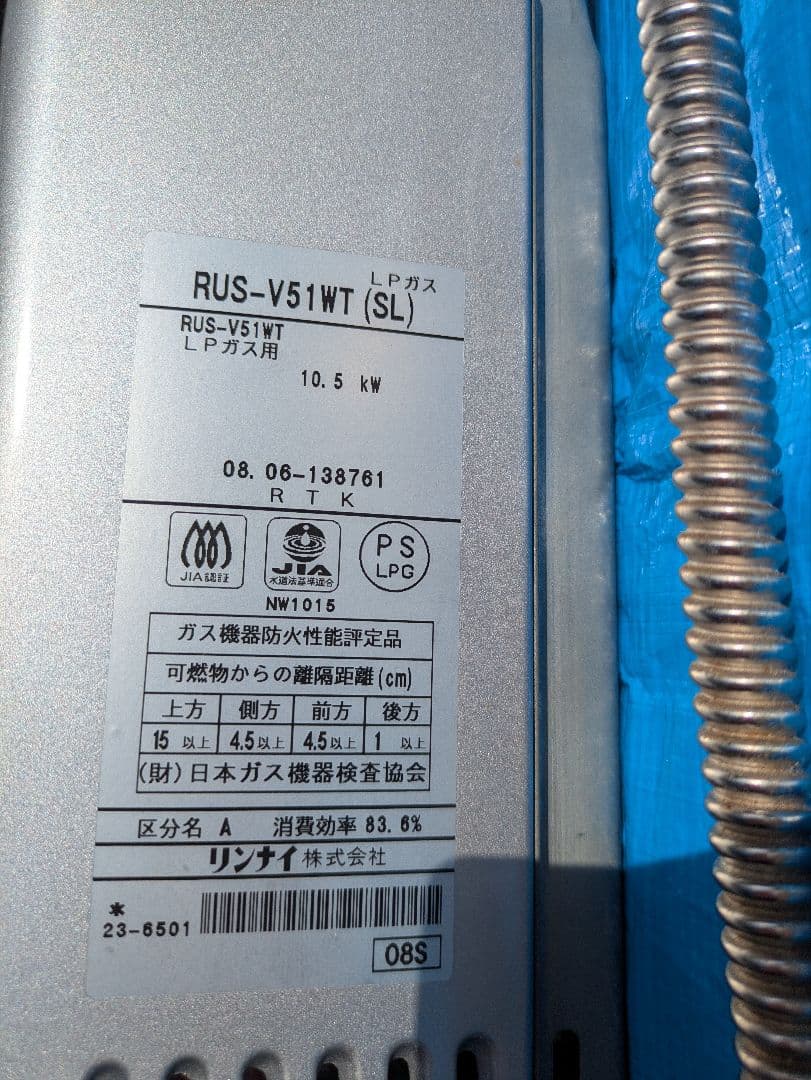 LPガス
RUS-V51WT(SL)
RUS-V51WT
LPガス用
10.5 kW
08.06-138761
RTK
JIA認証
JIA
水道法基準適合
PS
LPG
NW1015
ガス機器防火性能評定品
可燃物からの離隔距離(cm)
上方 側方 前方 後方
15 以上 4.5以上 4.5以上 1 以上
(財)日本ガス機器検査協会
区分名 A 消費効率 83.6%
リンナイ株式会社
*
23-6501
08S